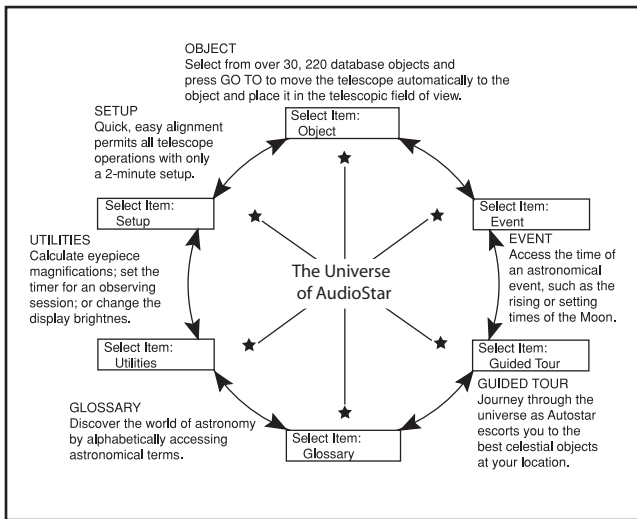 OBJECT
Select from over 30, 220 database objects and
press GO TO to move the telescope automatically to the
object and place it in the telescopic field of view.
SETUP
Quick, easy alignment
permits all telescope
operations with only
a 2-minute setup.
Select Item:
Object
Select Item:
Setup
Select Item:
Event
UTILITIES
Calculate eyepiece
magnifications; set the
timer for an observing
session; or change the
display brightnes.
The Universe
of AudioStar
EVENT
Access the time of
an astronomical
event, such as the
rising or setting
times of the Moon.
Select Item:
Utilities
Select Item:
Guided Tour
GLOSSARY
Discover the world of astronomy
by alphabetically accessing
astronomical terms.
Select Item:
Glossary
GUIDED TOUR
Journey through the
universe as Autostar
escorts you to the
best celestial objects
at your location.